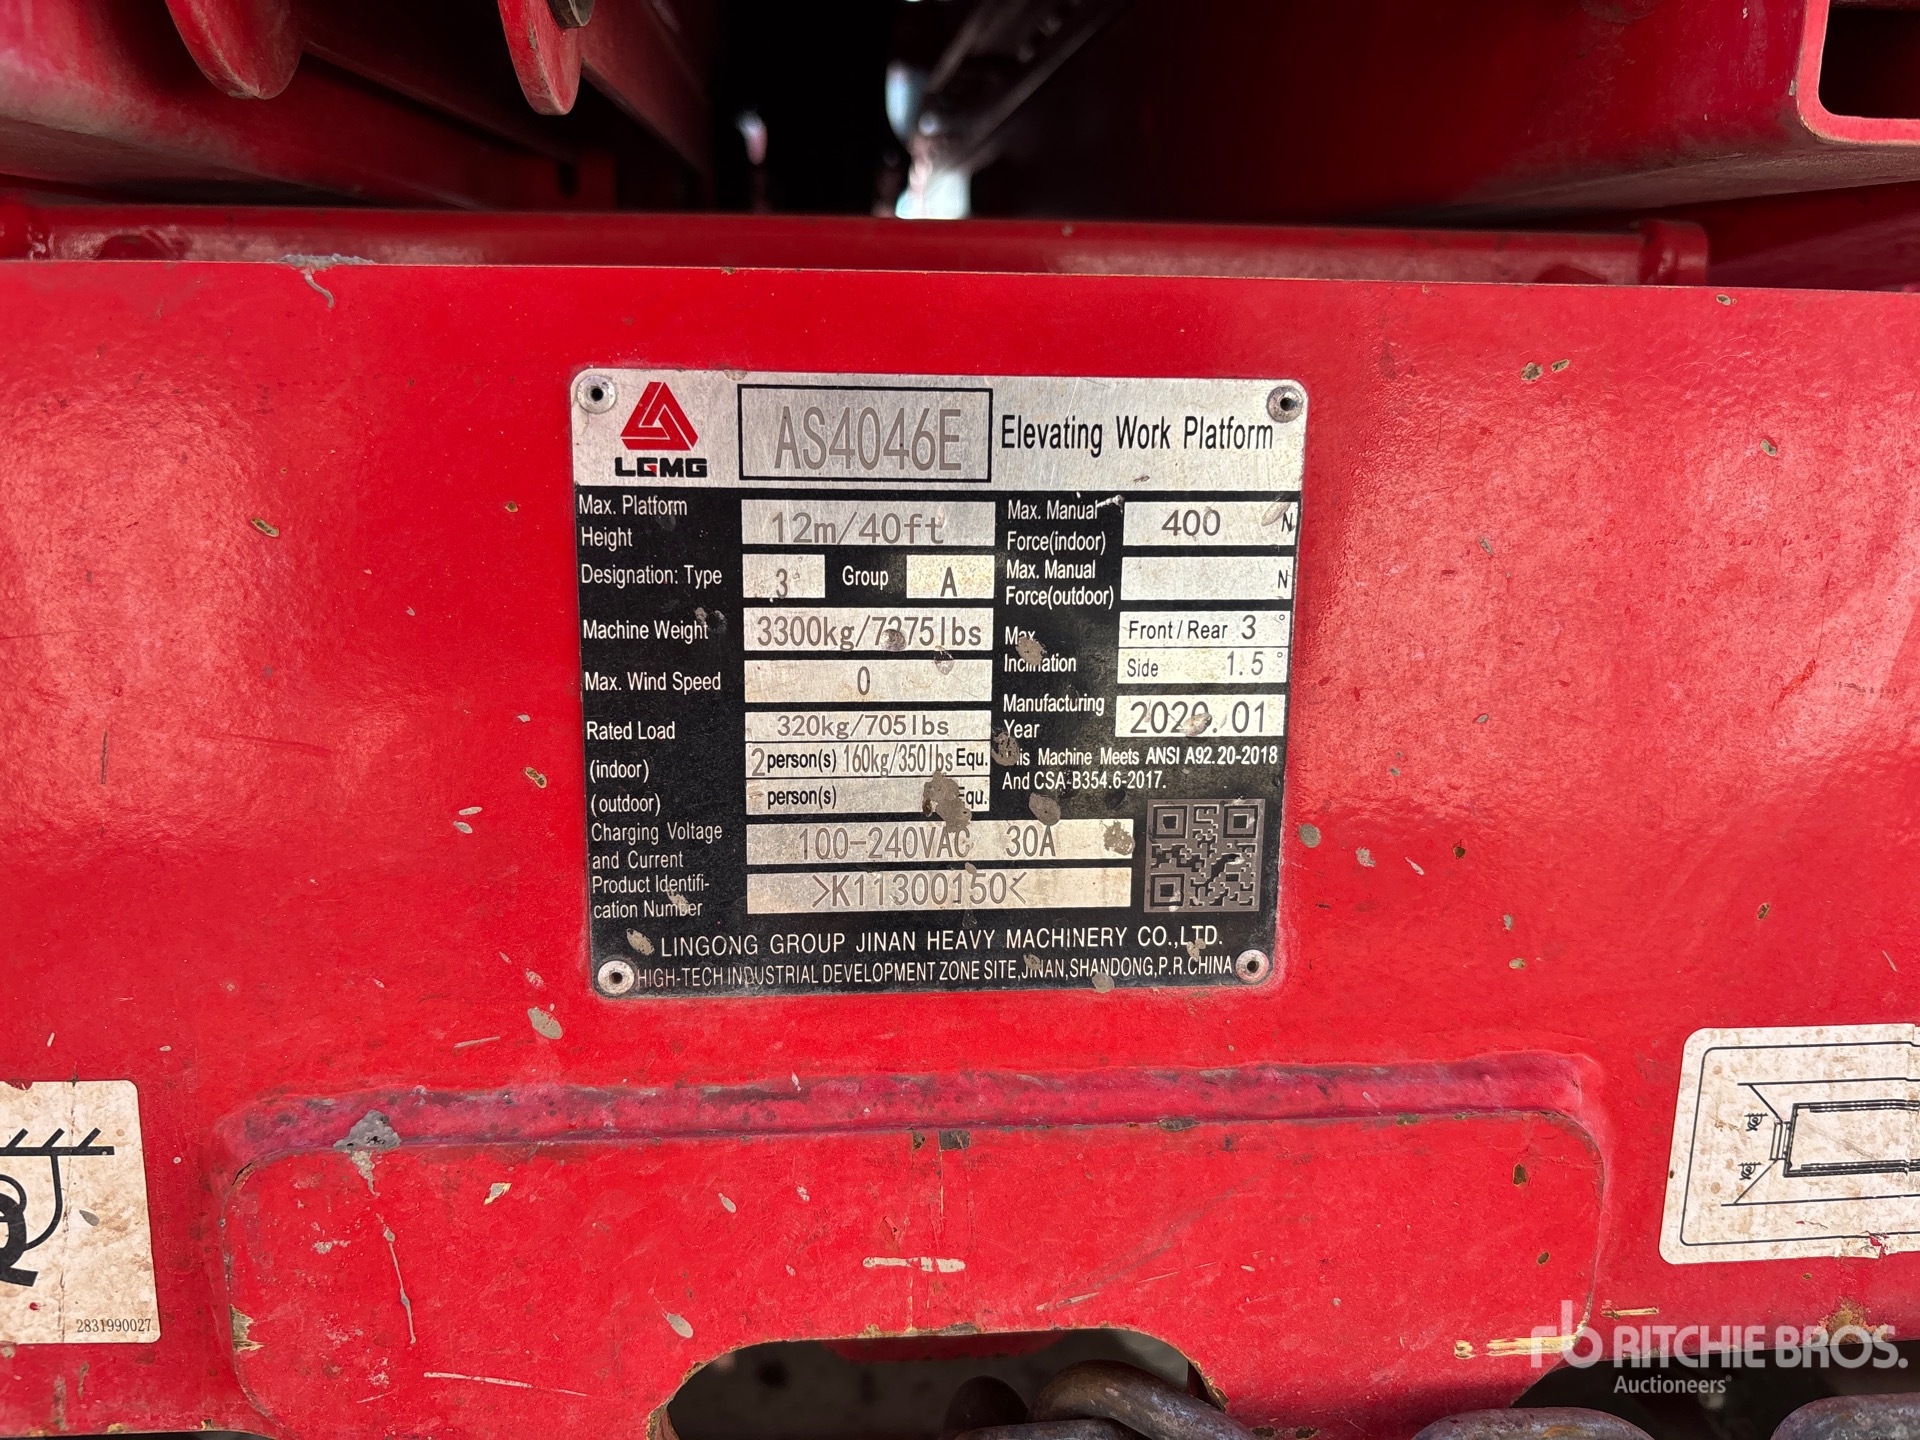 LGMG
AS4046E
Elevating Work Platform
Max. Platform Height
12m/40ft
Max. Manual Force(indoor)
400 N
Designation: Type
3
Group
A
Max. Manual Force(outdoor)
N
Machine Weight
3300kg/7275lbs
Max. Inclination
Front/Rear 3 °
Side 1.5 °
Max. Wind Speed
0
Manufacturing Year
2020.01
Rated Load
320kg/705lbs
(indoor)
2 person(s) 160kg/350lbs Equ.
(outdoor)
person(s) Equ.
Machine Meets ANSI A92.20-2018
And CSA-B354.6-2017.
Charging Voltage and Current
100-240VAC 30A
Product Identifi-
cation Number
>K11300150<
LINGONG GROUP JINAN HEAVY MACHINERY CO.,LTD.
HIGH-TECH INDUSTRIAL DEVELOPMENT ZONE SITE,JINAN,SHANDONG,P.R.CHINA
2831990027
rb RITCHIE BROS.
Auctioneers